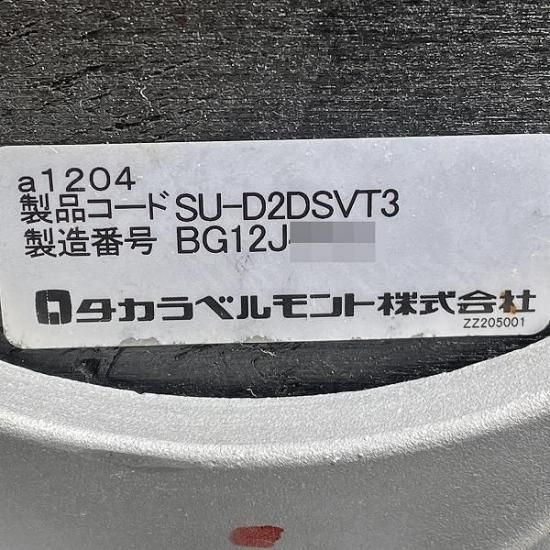 a1204
製品コード SU-D2DSVT3
製造番号 BG12J-
タカラベルモント株式会社
ZZ205001